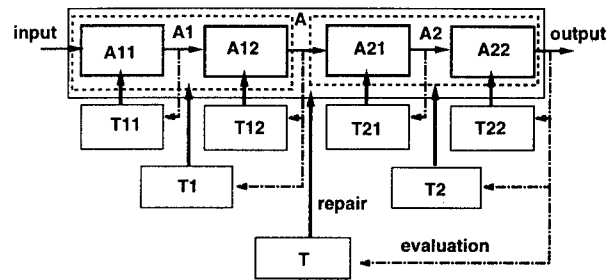 input
A1
A
A2
output
A11
A12
A21
A22
T11
T12
T21
T22
T1
T2
repair
T
evaluation